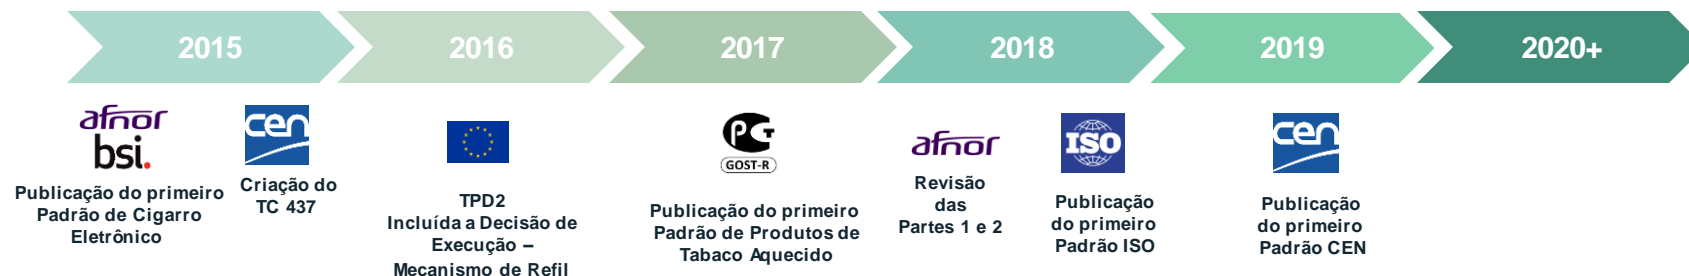 2015
2016
2017
2018
2019
2020+
afnor
bsi.
Publicação do primeiro
Padrão de Cigarro
Eletrônico
cen
Criação do
TC 437
TPD2
Incluída a Decisão de
Execução –
Mecanismo de Refil
GOST-R
Publicação do primeiro
Padrão de Produtos de
Tabaco Aquecido
afnor
Revisão
das
Partes 1 e 2
ISO
Publicação
do primeiro
Padrão ISO
cen
Publicação
do primeiro
Padrão CEN